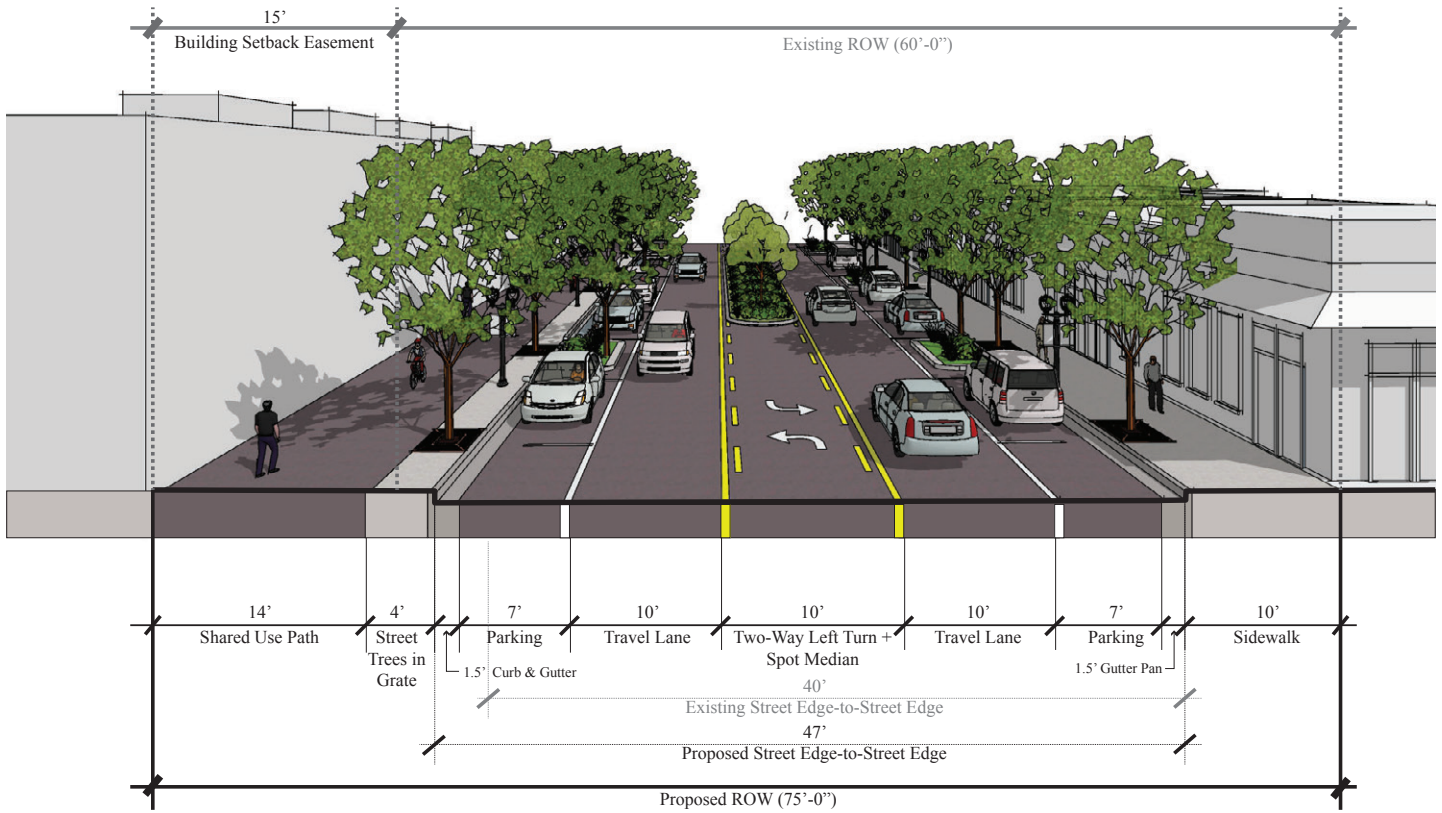 15’
Building Setback Easement
Existing ROW (60’-0”)
14’
Shared Use Path
4’
Street
Trees in
Grate
1.5’ Curb & Gutter
7’
Parking
10’
Travel Lane
10’
Two-Way Left Turn +
Spot Median
10’
Travel Lane
7’
Parking
1.5’ Gutter Pan
10’
Sidewalk
40’
Existing Street Edge-to-Street Edge
47’
Proposed Street Edge-to-Street Edge
Proposed ROW (75’-0”)